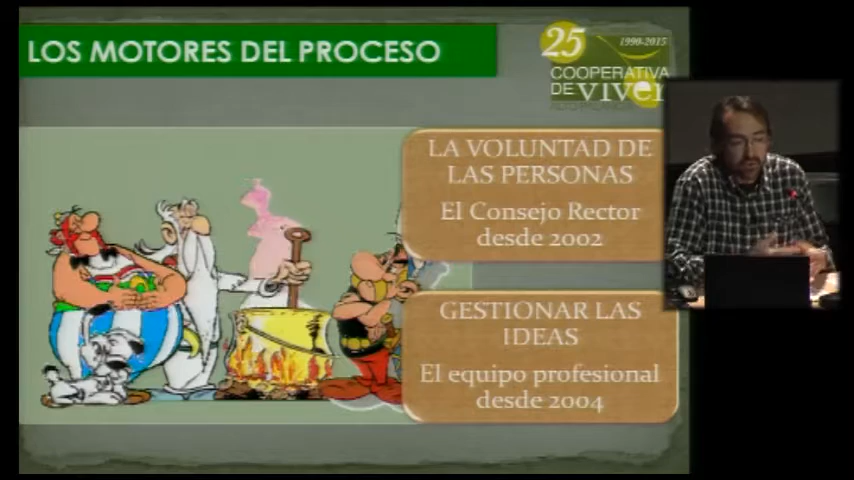 LOS MOTORES DEL PROCESO
25
1990-2015
COOPERATIVA
DE viver
LA VOLUNTAD DE
LAS PERSONAS
El Consejo Rector
desde 2002
GESTIONAR LAS
IDEAS
El equipo profesional
desde 2004